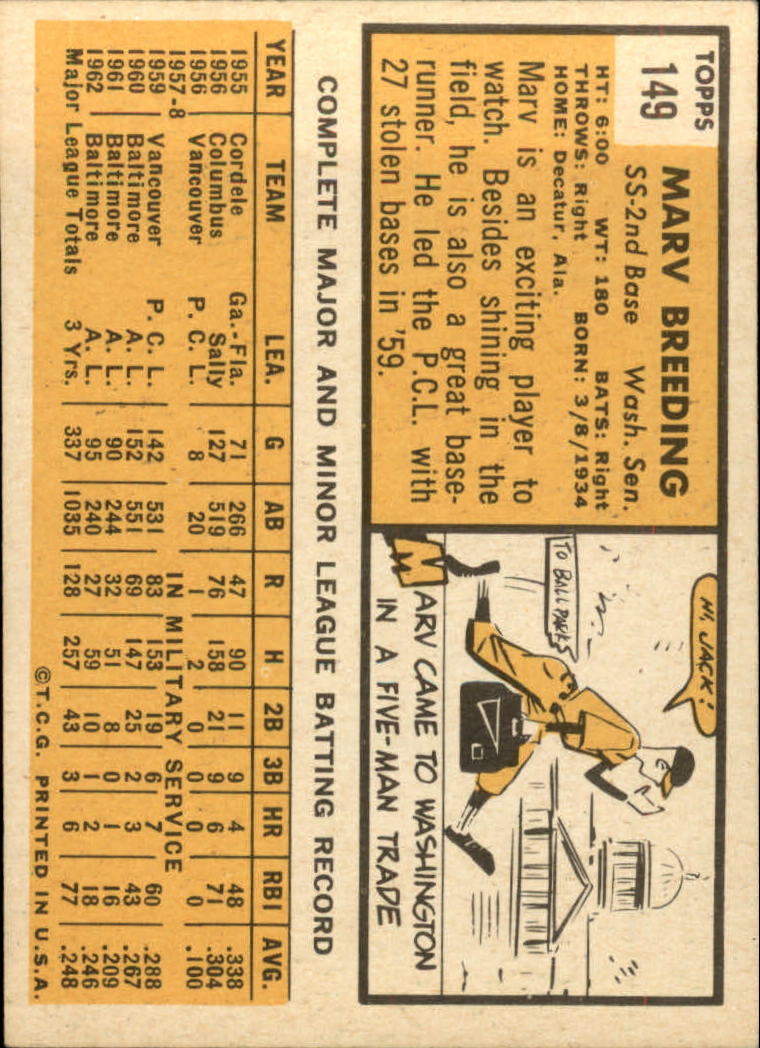 TOPPS
149
MARV BREEDING
SS-2nd Base Wash. Sen.
HT: 6:00 WT: 180 BATS: Right
THROWS: Right BORN: 3/8/1934
HOME: Decatur, Ala.
Marv is an exciting player to
watch. Besides shining in the
field, he is also a great base-
runner. He led the P.C.L. with
27 stolen bases in '59.
HI, JACK!
TO BALL PARKS
MARV CAME TO WASHINGTON
IN A FIVE-MAN TRADE
COMPLETE MAJOR AND MINOR LEAGUE BATTING RECORD
YEAR TEAM LEA. G AB R H 2B 3B HR RBI AVG.
1955 Cordele Ga.-Fla. 71 266 47 90 11 9 4 48 .338
1956 Columbus Sally 127 519 76 158 21 9 6 71 .304
1956 Vancouver P. C. L. 8 20 1 2 0 0 0 0 .100
1957-8 IN MILITARY SERVICE
1959 Vancouver P. C. L. 142 531 83 153 19 6 7 60 .288
1960 Baltimore A. L. 152 551 69 147 25 2 3 43 .267
1961 Baltimore A. L. 90 244 32 51 8 0 1 16 .209
1962 Baltimore A. L. 95 240 27 59 10 1 2 18 .246
Major League Totals 3 Yrs. 337 1035 128 257 43 3 6 77 .248
©T.C.G. PRINTED IN U.S.A.